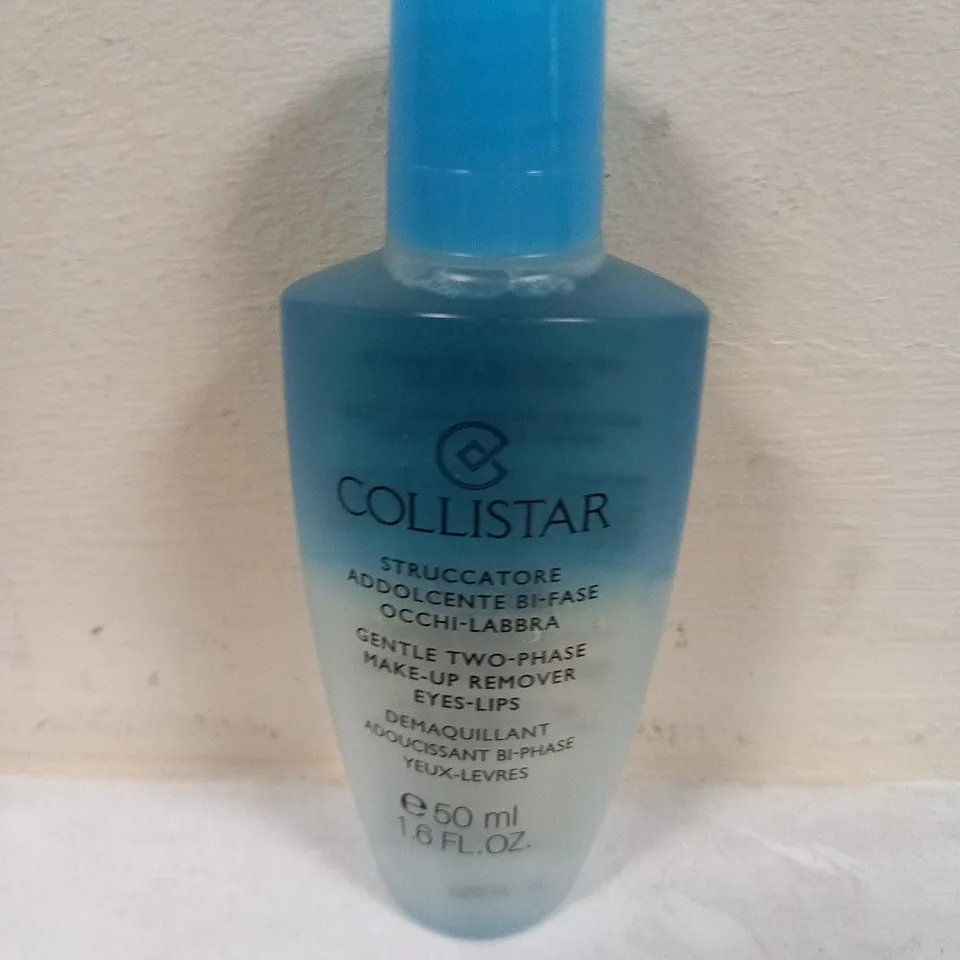 COLLISTAR
STRUCCATORE
ADDOLCENTE BI-FASE
OCCHI-LABBRA
GENTLE TWO-PHASE
MAKE-UP REMOVER
EYES-LIPS
DEMAQUILLANT
ADOUCISSANT BI-PHASE
YEUX-LEVRES
e 50 ml
1.6 FL.OZ.